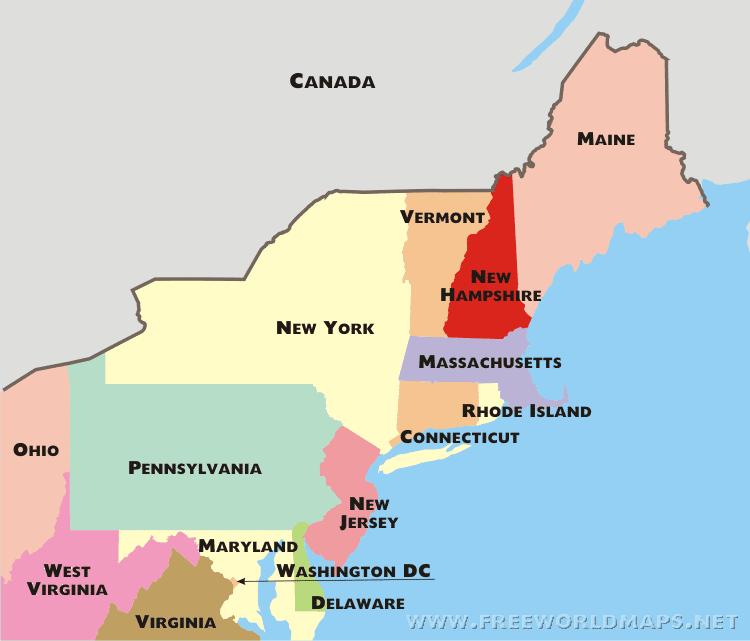 CANADA
MAINE
VERMONT
NEW
HAMPSHIRE
NEW YORK
MASSACHUSETTS
RHODE ISLAND
CONNECTICUT
OHIO
PENNSYLVANIA
NEW
JERSEY
MARYLAND
WEST
VIRGINIA
WASHINGTON DC
DELAWARE
VIRGINIA
WWW.FREEWORLDMAPS.NET